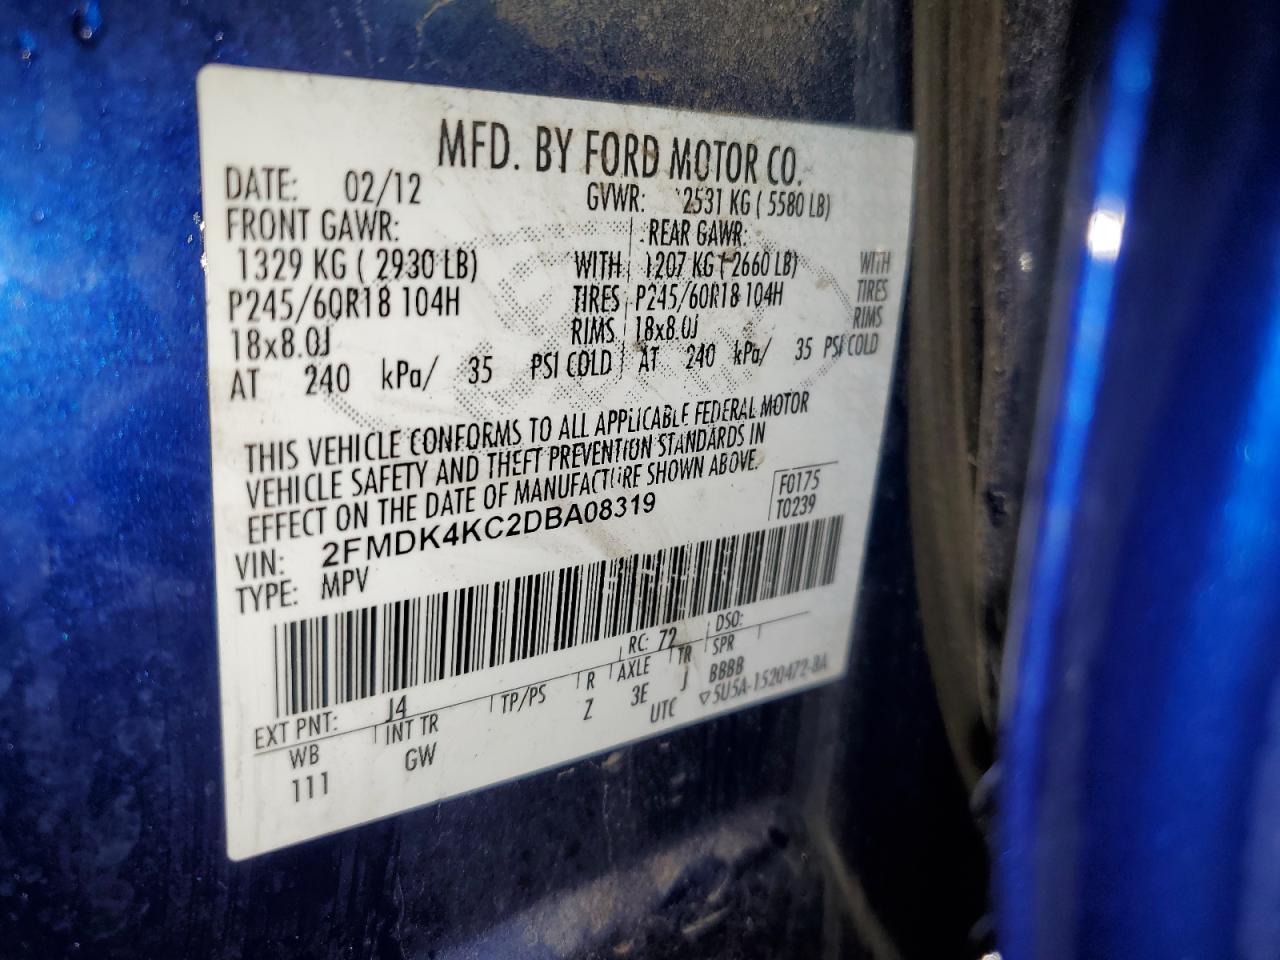 MFD. BY FORD MOTOR CO.
DATE: 02/12 GVWR: 2531 KG ( 5580 LB)
FRONT GAWR: REAR GAWR:
1329 KG ( 2930 LB) WITH 1207 KG ( 2660 LB) WITH
P245/60R18 104H TIRES P245/60R18 104H TIRES
18x8.0J RIMS 18x8.0J RIMS
AT 240 kPa/ 35 PSI COLD AT 240 kPa/ 35 PSI COLD
THIS VEHICLE CONFORMS TO ALL APPLICABLE FEDERAL MOTOR
VEHICLE SAFETY AND THEFT PREVENTION STANDARDS IN
EFFECT ON THE DATE OF MANUFACTURE SHOWN ABOVE.
F0175
T0239
VIN: 2FMDK4KC2DBA08319
TYPE: MPV
EXT PNT: J4 RC: 72 DSO:
WB INT TR TP/PS R AXLE TR SPR
111 GW Z 3E J BBBB
UTC ▽5U5A-1520472-BA